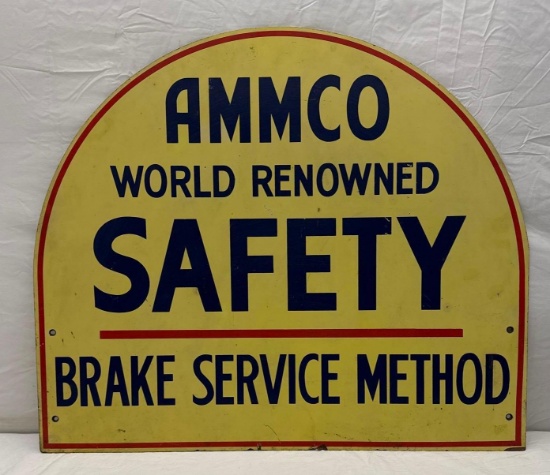 AMMCO
WORLD RENOWNED
SAFETY
BRAKE SERVICE METHOD